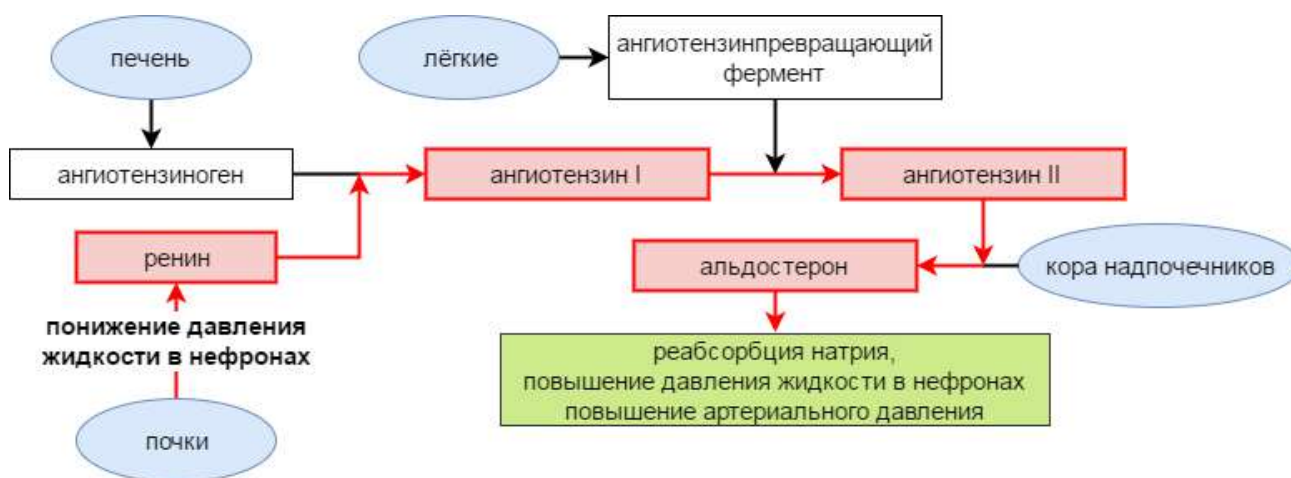 печень
лёгкие
ангиотензинпревращающий
фермент
ангиотензиноген
ангиотензин I
ангиотензин II
ренин
альдостерон
кора надпочечников
понижение давления
жидкости в нефронах
реабсорбция натрия,
повышение давления жидкости в нефронах
повышение артериального давления
почки